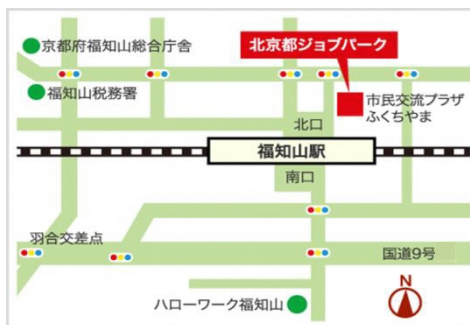 京都府福知山総合庁舎
北京都ジョブパーク
福知山税務署
市民交流プラザ
ふくちやま
北口
福知山駅
南口
羽合交差点
国道9号
N
ハローワーク福知山